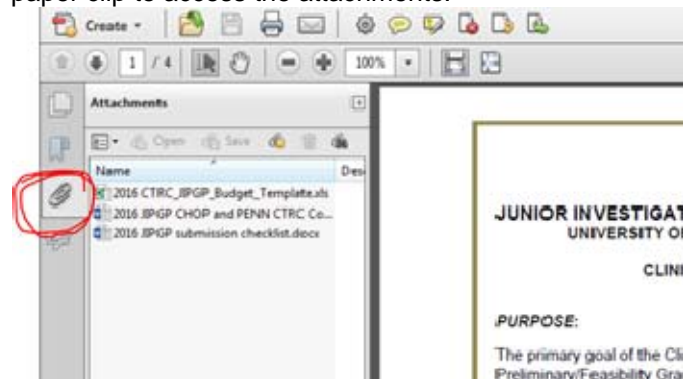 paper clip to access the attachments.
Create
1 / 4 100%
Attachments
Open Save
Name Des
2016 CTRC_JIPGP_Budget_Template.xls
2016 JIPGP CHOP and PENN CTRC Co...
2016 JIPGP submission checklist.docx
JUNIOR INVESTIGAT
UNIVERSITY O
CLINI
PURPOSE:
The primary goal of the Cli
Preliminary/Feasibility Gra